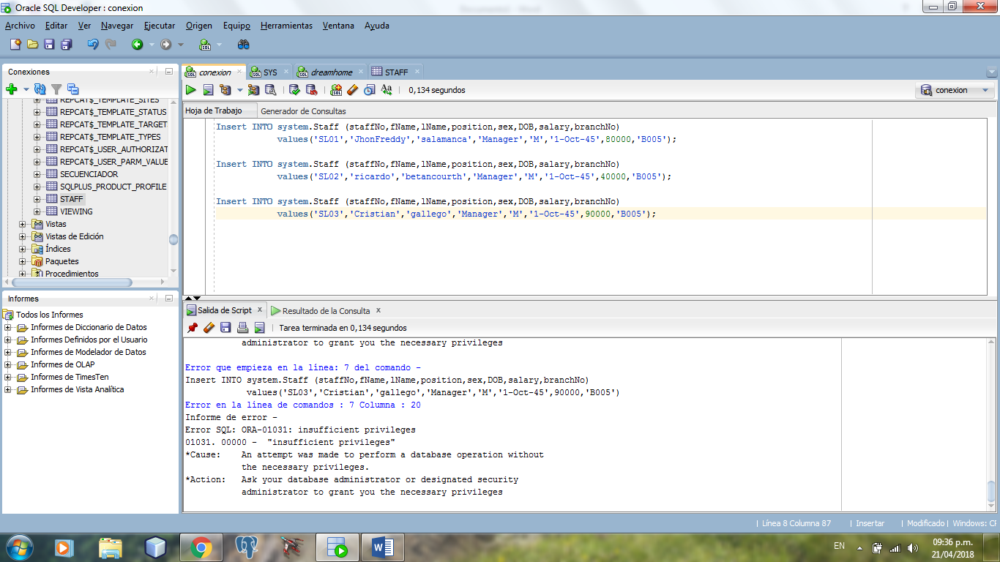 Oracle SQL Developer : conexion
Archivo Editar Ver Navegar Ejecutar Origen Equipo Herramientas Ventana Ayuda
Conexiones
REPCAT$_TEMPLATE_SITES
REPCAT$_TEMPLATE_STATUS
REPCAT$_TEMPLATE_TARGET
REPCAT$_TEMPLATE_TYPES
REPCAT$_USER_AUTHORIZAT
REPCAT$_USER_PARM_VALUE
SECUENCIADOR
SQLPLUS_PRODUCT_PROFILE
STAFF
VIEWING
Vistas
Vistas de Edición
Índices
Paquetes
Procedimientos
Informes
Todos los Informes
Informes de Diccionario de Datos
Informes Definidos por el Usuario
Informes de Modelador de Datos
Informes de OLAP
Informes de TimesTen
Informes de Vista Analítica
conexion SYS dreamhome STAFF
0,134 segundos
conexion
Hoja de Trabajo Generador de Consultas
Insert INTO system.Staff (staffNo,fName,lName,position,sex,DOB,salary,branchNo)
values('SL01','JhonFreddy','salamanca','Manager','M','1-Oct-45',80000,'B005');
Insert INTO system.Staff (staffNo,fName,lName,position,sex,DOB,salary,branchNo)
values('SL02','ricardo','betancourth','Manager','M','1-Oct-45',40000,'B005');
Insert INTO system.Staff (staffNo,fName,lName,position,sex,DOB,salary,branchNo)
values('SL03','Cristian','gallego','Manager','M','1-Oct-45',90000,'B005');
Salida de Script x Resultado de la Consulta x
Tarea terminada en 0,134 segundos
administrator to grant you the necessary privileges
Error que empieza en la línea: 7 del comando -
Insert INTO system.Staff (staffNo,fName,lName,position,sex,DOB,salary,branchNo)
values('SL03','Cristian','gallego','Manager','M','1-Oct-45',90000,'B005')
Error en la línea de comandos : 7 Columna : 20
Informe de error -
Error SQL: ORA-01031: insufficient privileges
01031. 00000 - "insufficient privileges"
*Cause: An attempt was made to perform a database operation without
the necessary privileges.
*Action: Ask your database administrator or designated security
administrator to grant you the necessary privileges
Línea 8 Columna 87 Insertar Modificado Windows: CF
EN
09:36 p.m.
21/04/2018